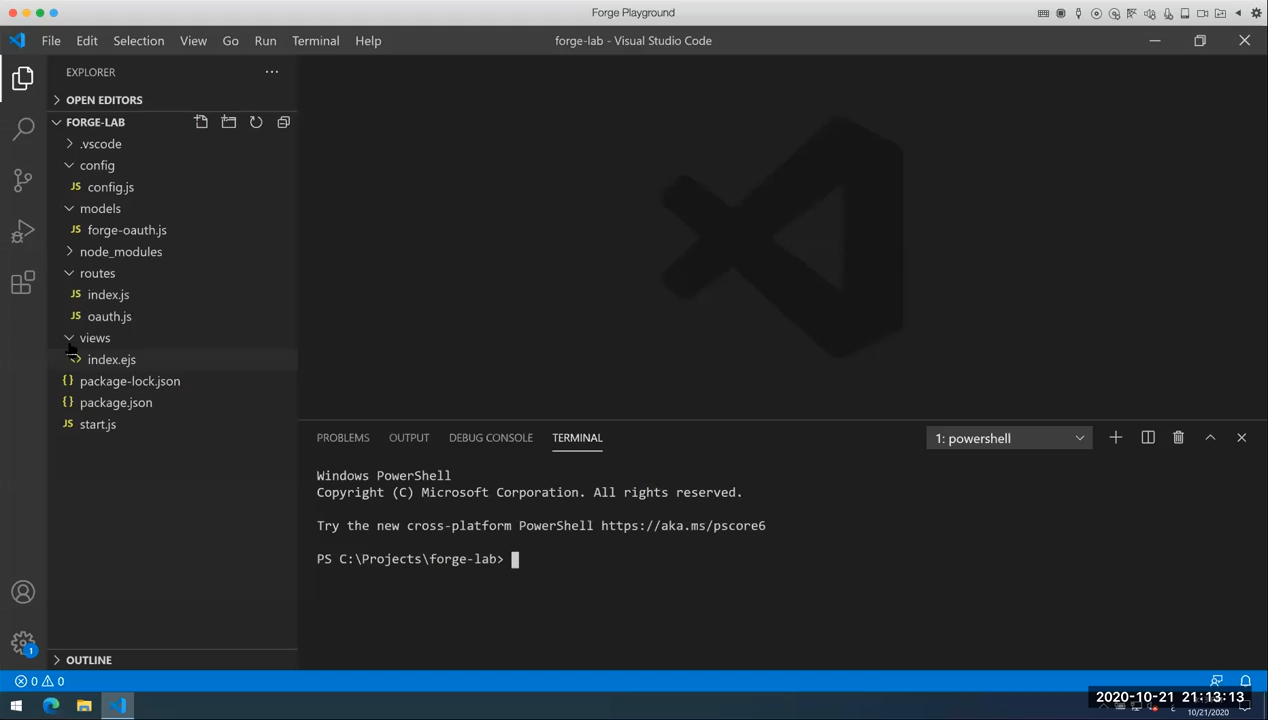 Forge Playground
File Edit Selection View Go Run Terminal Help
forge-lab - Visual Studio Code
EXPLORER
OPEN EDITORS
FORGE-LAB
.vscode
config
JS config.js
models
JS forge-oauth.js
node_modules
routes
JS index.js
JS oauth.js
views
index.ejs
{ } package-lock.json
{ } package.json
JS start.js
OUTLINE
PROBLEMS OUTPUT DEBUG CONSOLE TERMINAL
1: powershell
Windows PowerShell
Copyright (C) Microsoft Corporation. All rights reserved.
Try the new cross-platform PowerShell https://aka.ms/pscore6
PS C:\Projects\forge-lab>
1
0 0
2020-10-21 21:13:13
10/21/2020